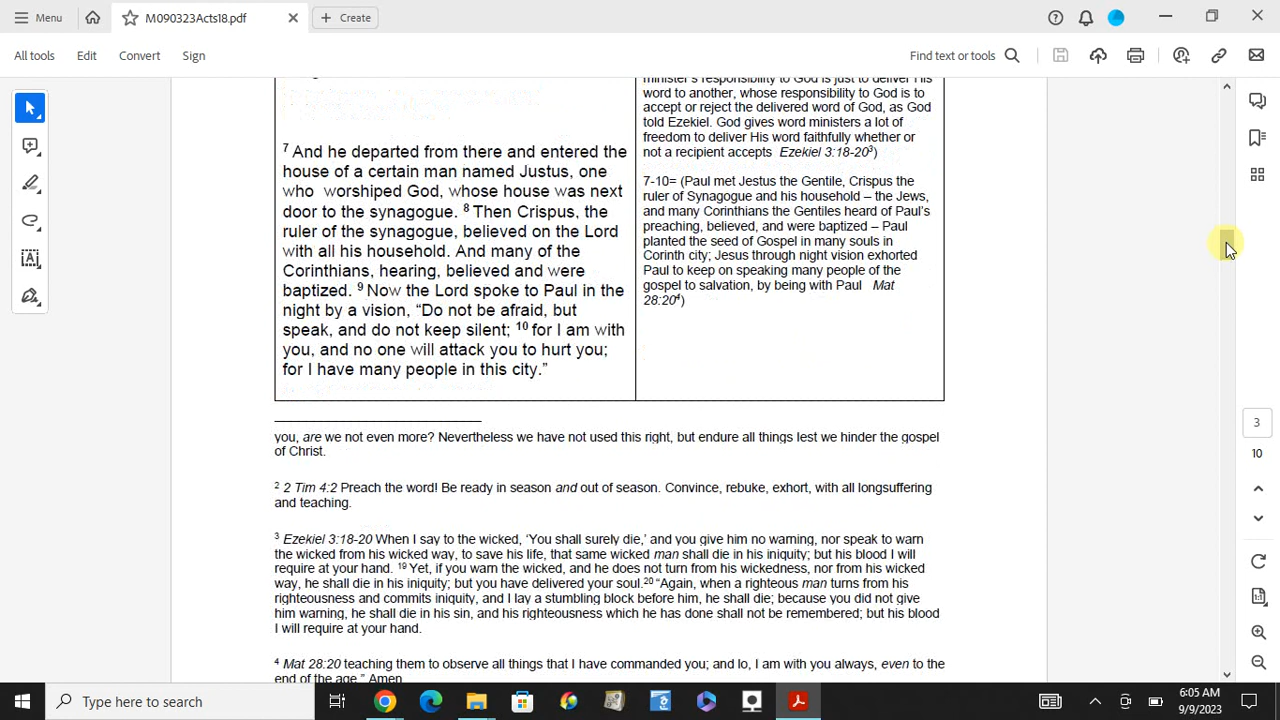 Menu
M090323Acts18.pdf
Create
All tools
Edit
Convert
Sign
Find text or tools
minister's responsibility to God is just to deliver His
word to another, whose responsibility to God is to
accept or reject the delivered word of God, as God
told Ezekiel. God gives word ministers a lot of
freedom to deliver His word faithfully whether or
not a recipient accepts Ezekiel 3:18-20³)
7-10= (Paul met Jestus the Gentile, Crispus the
ruler of Synagogue and his household – the Jews,
and many Corinthians the Gentiles heard of Paul's
preaching, believed, and were baptized – Paul
planted the seed of Gospel in many souls in
Corinth city; Jesus through night vision exhorted
Paul to keep on speaking many people of the
gospel to salvation, by being with Paul Mat
28:20⁴)
⁷ And he departed from there and entered the
house of a certain man named Justus, one
who worshiped God, whose house was next
door to the synagogue. ⁸ Then Crispus, the
ruler of the synagogue, believed on the Lord
with all his household. And many of the
Corinthians, hearing, believed and were
baptized. ⁹ Now the Lord spoke to Paul in the
night by a vision, “Do not be afraid, but
speak, and do not keep silent; ¹⁰ for I am with
you, and no one will attack you to hurt you;
for I have many people in this city.”
you, are we not even more? Nevertheless we have not used this right, but endure all things lest we hinder the gospel
of Christ.
² 2 Tim 4:2 Preach the word! Be ready in season and out of season. Convince, rebuke, exhort, with all longsuffering
and teaching.
³ Ezekiel 3:18-20 When I say to the wicked, ‘You shall surely die,’ and you give him no warning, nor speak to warn
the wicked from his wicked way, to save his life, that same wicked man shall die in his iniquity; but his blood I will
require at your hand. ¹⁹ Yet, if you warn the wicked, and he does not turn from his wickedness, nor from his wicked
way, he shall die in his iniquity; but you have delivered your soul.²⁰ “Again, when a righteous man turns from his
righteousness and commits iniquity, and I lay a stumbling block before him, he shall die; because you did not give
him warning, he shall die in his sin, and his righteousness which he has done shall not be remembered; but his blood
I will require at your hand.
⁴ Mat 28:20 teaching them to observe all things that I have commanded you; and lo, I am with you always, even to the
end of the age.” Amen
3
10
Type here to search
6:05 AM
9/9/2023